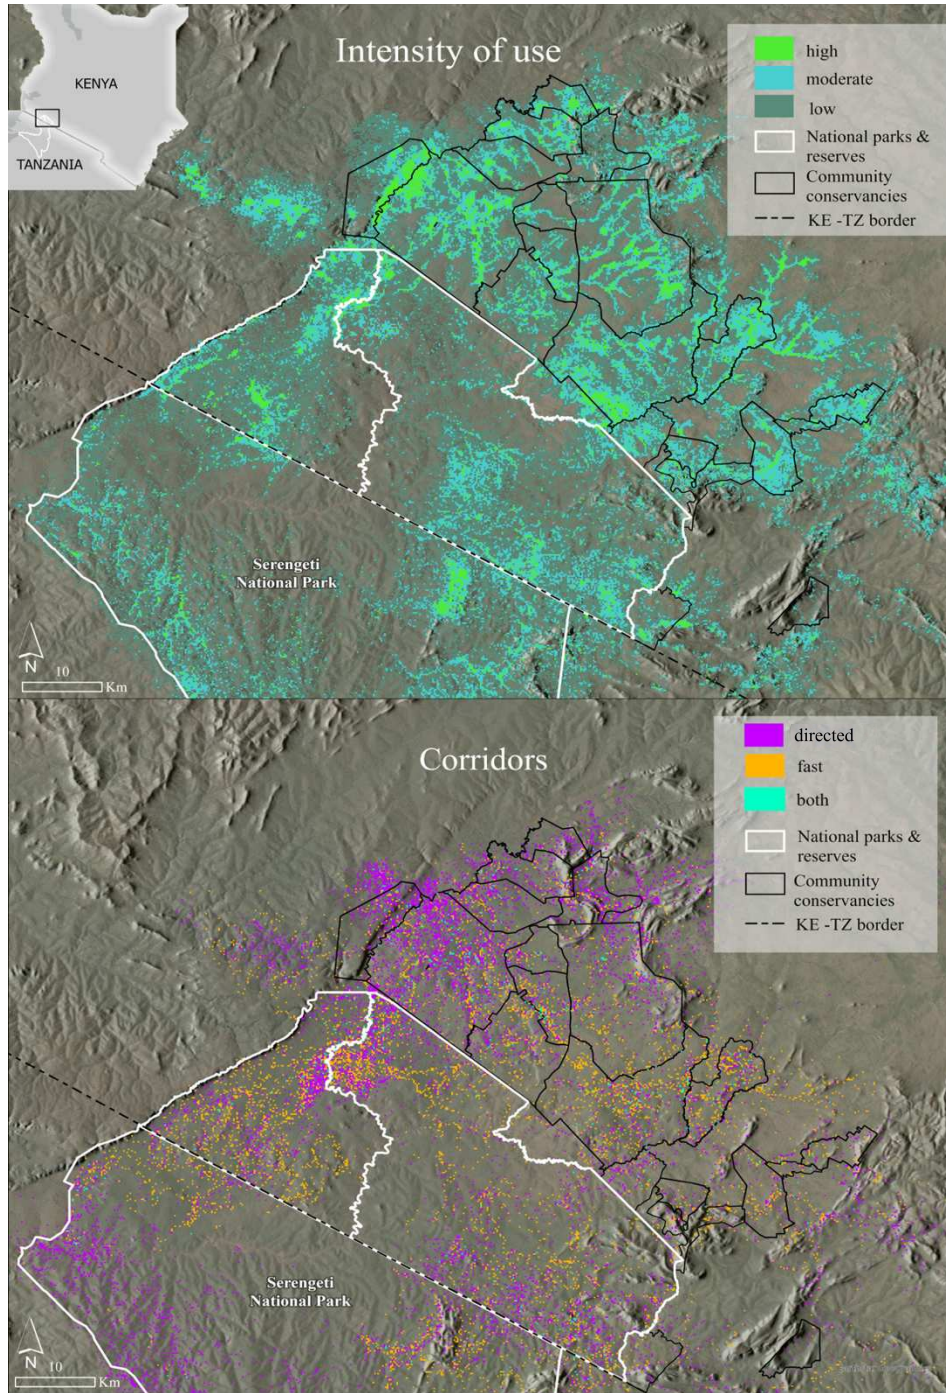 KENYA
TANZANIA
Intensity of use
high
moderate
low
National parks &
reserves
Community
conservancies
KE -TZ border
Serengeti
National Park
N
10
Km
Corridors
directed
fast
both
National parks &
reserves
Community
conservancies
KE -TZ border
Serengeti
National Park
N
10
Km